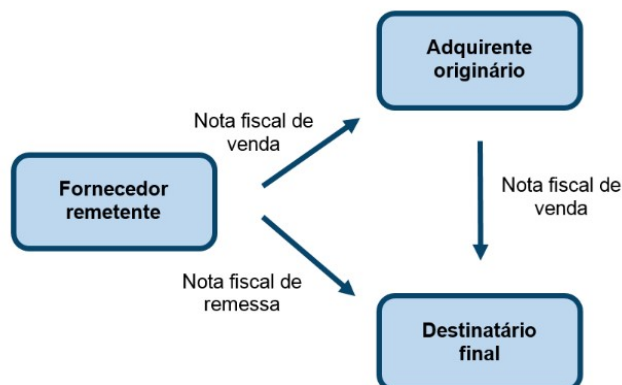 Adquirente
originário
Nota fiscal de
venda
Fornecedor
remetente
Nota fiscal de
venda
Nota fiscal de
remessa
Destinatário
final